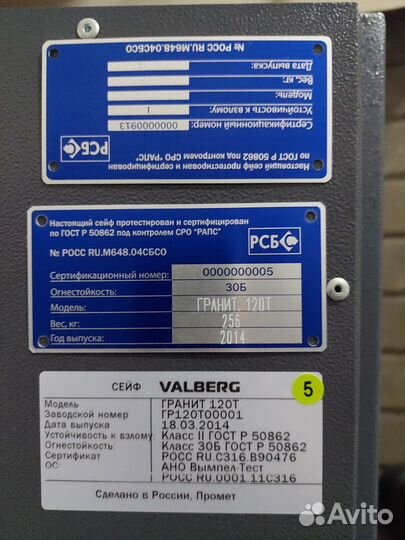 Настоящий сейф протестирован и сертифицирован
по ГОСТ Р 50862 под контролем СРО "РАПС"
РСБ
Сертификационный номер: 0000000913
Устойчивость к взлому: I
Модель:
Вес, кг:
Дата выпуска:
№ РОСС RU.М648.04СБСО
Настоящий сейф протестирован и сертифицирован
по ГОСТ Р 50862 под контролем СРО "РАПС"
РСБ
№ РОСС RU.М648.04СБСО
Сертификационный номер: 0000000005
Огнестойкость: 30Б
Модель: ГРАНИТ 120Т
Вес, кг: 256
Год выпуска: 2014
СЕЙФ VALBERG 5
Модель ГРАНИТ 120Т
Заводской номер ГР120Т00001
Дата выпуска 18.03.2014
Устойчивость к взлому: Класс II ГОСТ Р 50862
Огнестойкость: Класс 30Б ГОСТ Р 50862
Сертификат РОСС RU.C316.B90476
ОС: АНО Вымпел-Тест
РОСС RU.0001.11С316
Сделано в России, Промет
Avito